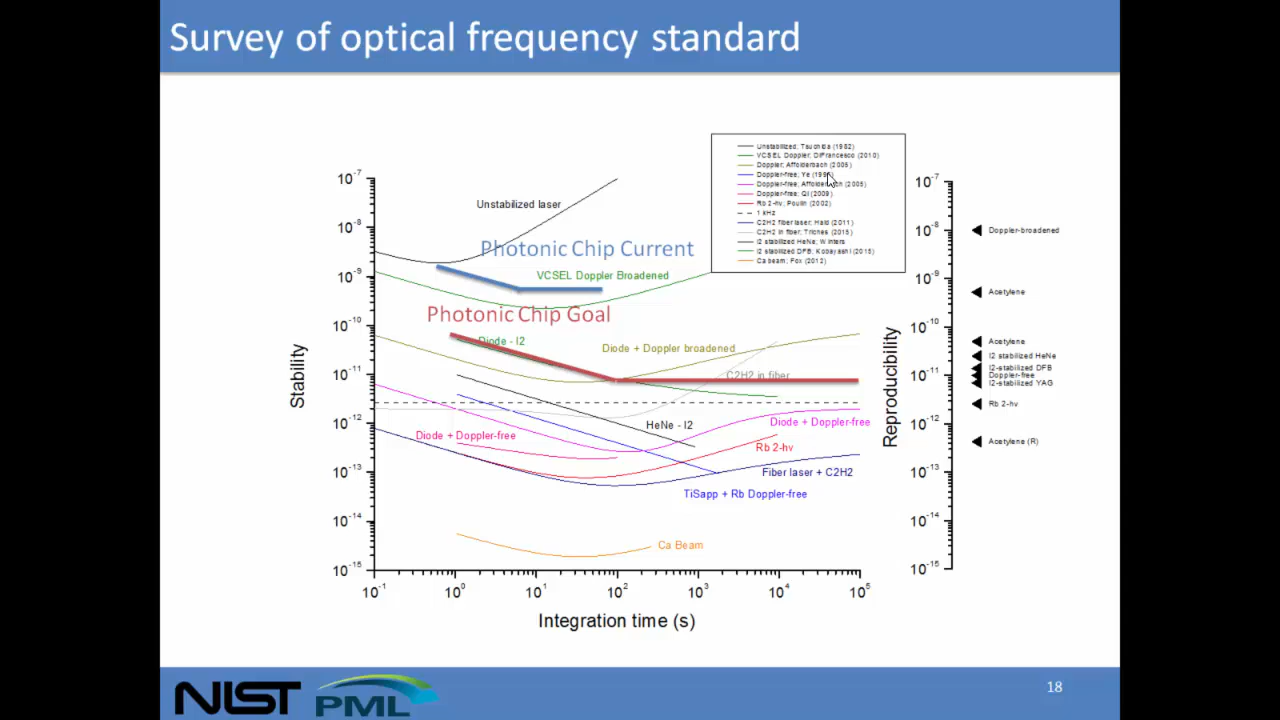 Survey of optical frequency standard
Unstabilized; Tsuchida (1982)
VCSEL Doppler; DiFrancesco (2010)
Doppler; Affolderbach (2005)
Doppler-free; Ye (199
Doppler-free; Affolderbach (2005)
Doppler-free; Qi (2009)
Rb 2-hv; Poulin (2002)
1 kHz
C2H2 fiber laser; Hald (2011)
C2H2 in fiber; Triches (2015)
I2 stabilized HeNe; Winters
I2 stabilized DFB; Kobayashi (2015)
Ca beam; Fox (2012)
Stability
10⁻⁷
10⁻⁸
10⁻⁹
10⁻¹⁰
10⁻¹¹
10⁻¹²
10⁻¹³
10⁻¹⁴
10⁻¹⁵
Unstabilized laser
Photonic Chip Current
VCSEL Doppler Broadened
Photonic Chip Goal
Diode - I2
Diode + Doppler broadened
C2H2 in fiber
HeNe - I2
Diode + Doppler-free
Diode + Doppler-free
Rb 2-hv
Fiber laser + C2H2
TiSapp + Rb Doppler-free
Ca Beam
10⁻¹ 10⁰ 10¹ 10² 10³ 10⁴ 10⁵
Integration time (s)
Reproducibility
10⁻⁷
10⁻⁸
10⁻⁹
10⁻¹⁰
10⁻¹¹
10⁻¹²
10⁻¹³
10⁻¹⁴
10⁻¹⁵
Doppler-broadened
Acetylene
Acetylene
I2 stabilized HeNe
I2-stabilized DFB
Doppler-free
I2-stabilized YAG
Rb 2-hv
Acetylene (R)
NIST PML
18